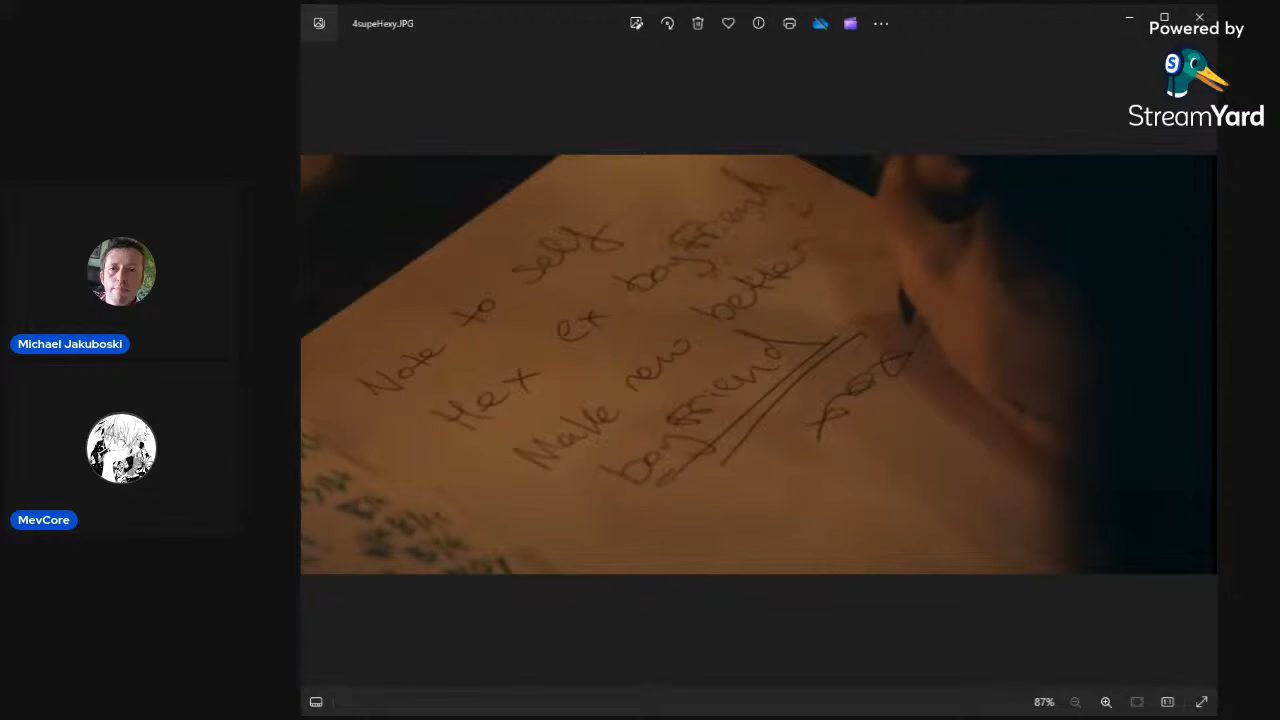 4supeHexy.JPG
Powered by
StreamYard
Note to self
Hex ex boyfriend
Make new better
boyfriend
xoo
Michael Jakuboski
MevCore
87%